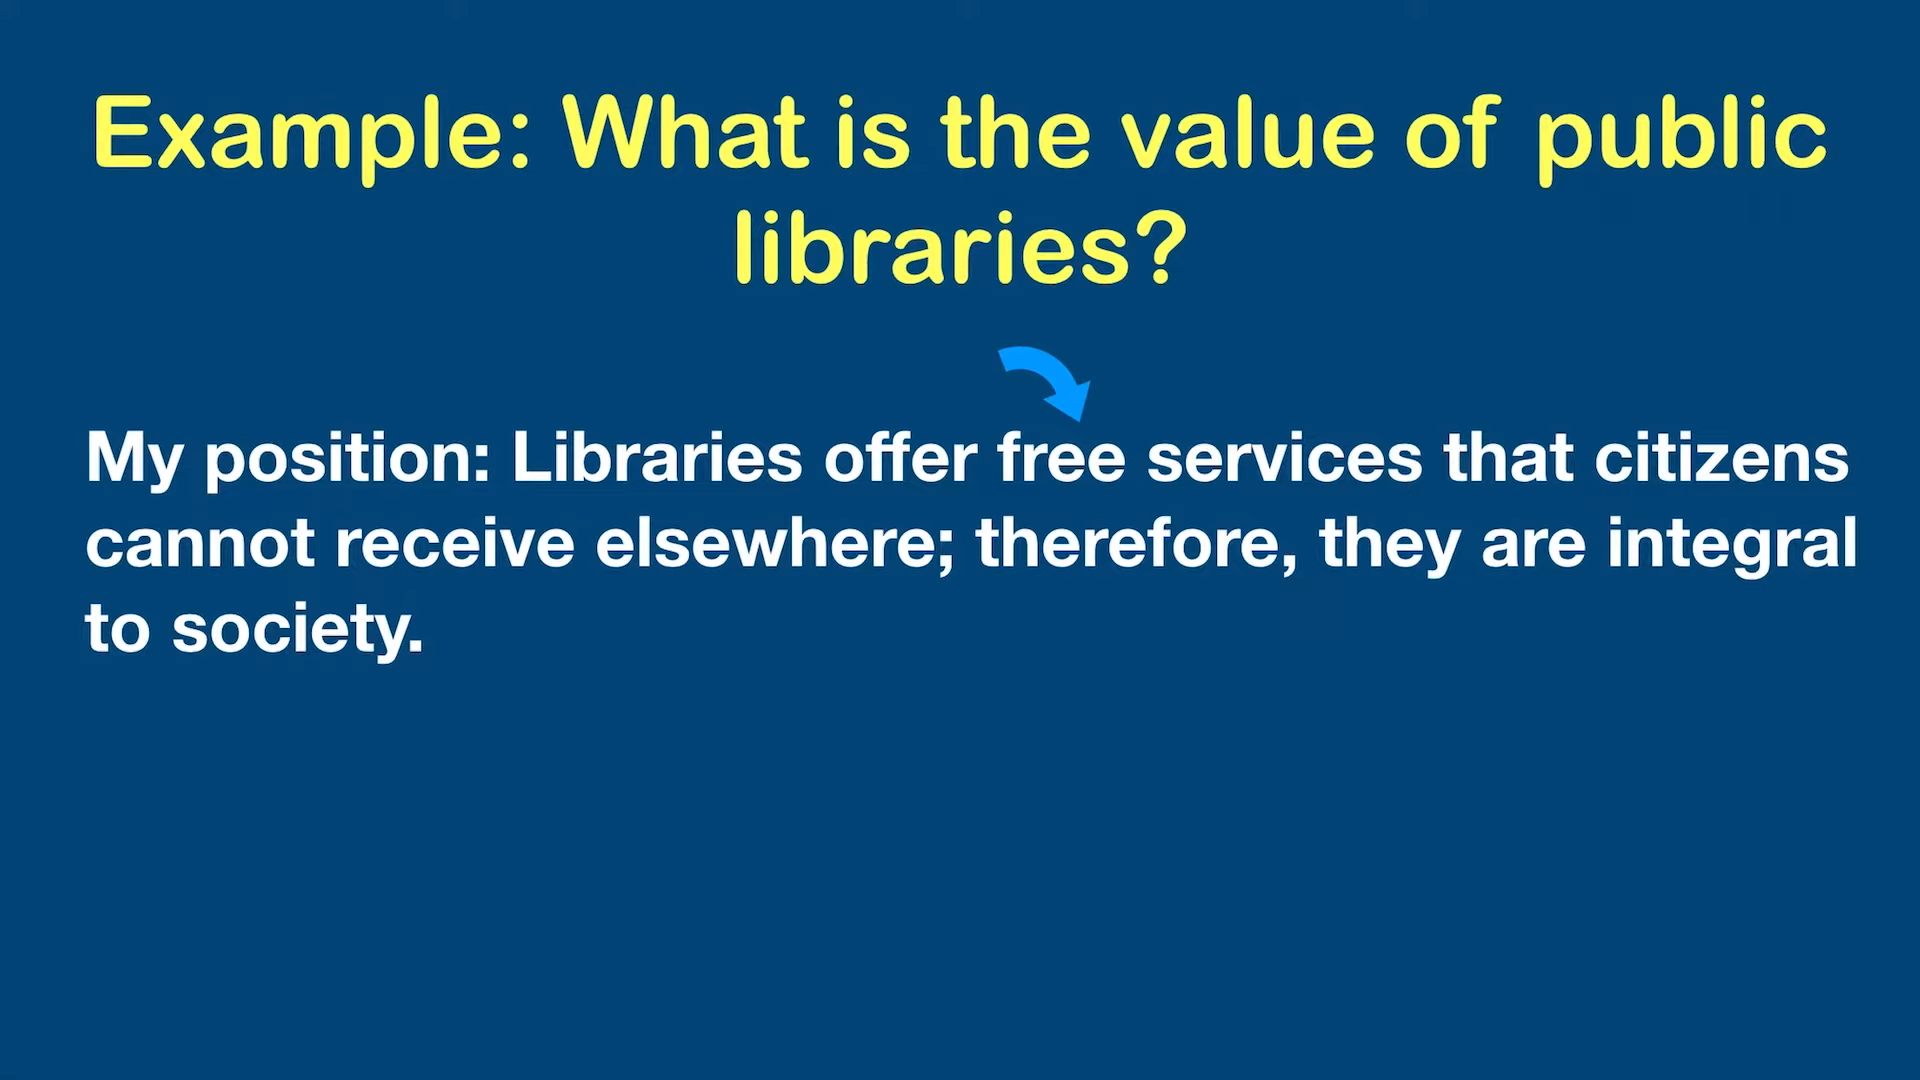 Example: What is the value of public
libraries?
My position: Libraries offer free services that citizens
cannot receive elsewhere; therefore, they are integral
to society.